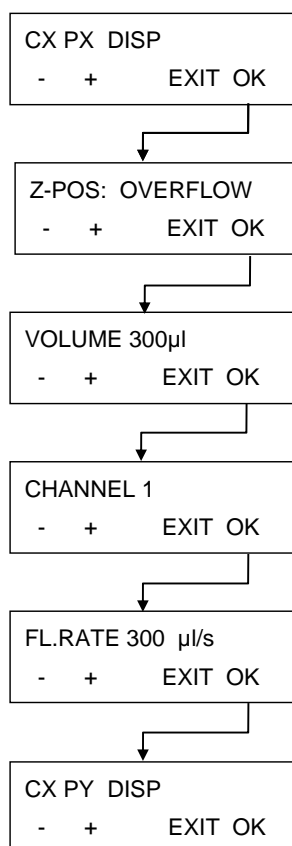 CX PX DISP
- + EXIT OK
Z-POS: OVERFLOW
- + EXIT OK
VOLUME 300µl
- + EXIT OK
CHANNEL 1
- + EXIT OK
FL.RATE 300 µl/s
- + EXIT OK
CX PY DISP
- + EXIT OK